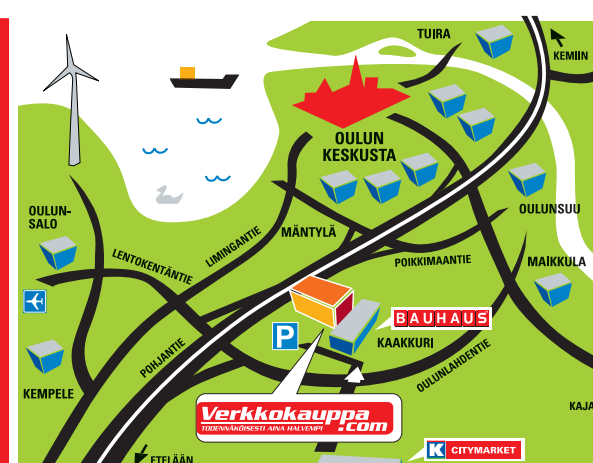 TUIRA
KEMIIN
OULUN
KESKUSTA
OULUN-
SALO
LENTOKENTÄNTIE
LIMINGANTIE
MÄNTYLÄ
OULUNSUU
POIKKIMAANTIE
MAIKKULA
BAUHAUS
P
KAAKKURI
POHJANTIE
OULUNLAHDENTIE
KEMPELE
Verkkokauppa
.com
TODENNÄKÖISESTI AINA HALVEMPI
KAJA
K CITYMARKET
ETELÄÄN